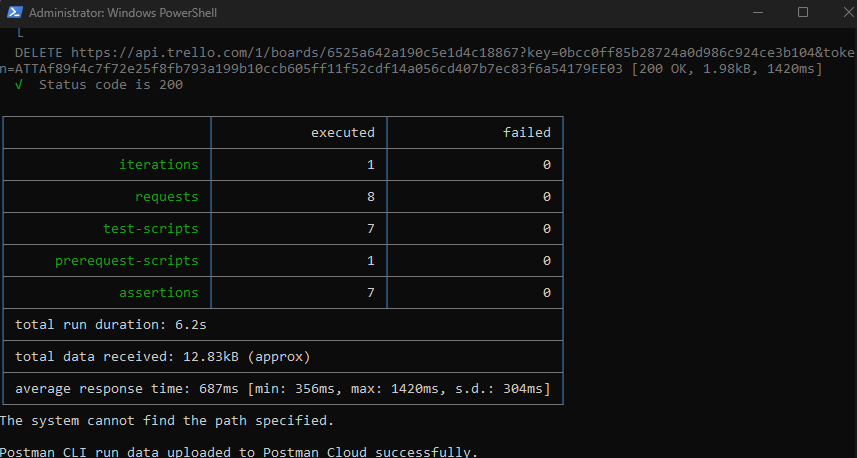 Administrator: Windows PowerShell
DELETE https://api.trello.com/1/boards/6525a642a190c5e1d4c18867?key=0bcc0ff85b28724a0d986c924ce3b104&toke
n=ATTAf89f4c7f72e25f8fb793a199b10ccb605ff11f52cdf14a056cd407b7ec83f6a54179EE03 [200 OK, 1.98kB, 1420ms]
√ Status code is 200
executed failed
iterations 1 0
requests 8 0
test-scripts 7 0
prerequest-scripts 1 0
assertions 7 0
total run duration: 6.2s
total data received: 12.83kB (approx)
average response time: 687ms [min: 356ms, max: 1420ms, s.d.: 304ms]
The system cannot find the path specified.
Postman CLI run data uploaded to Postman Cloud successfully.